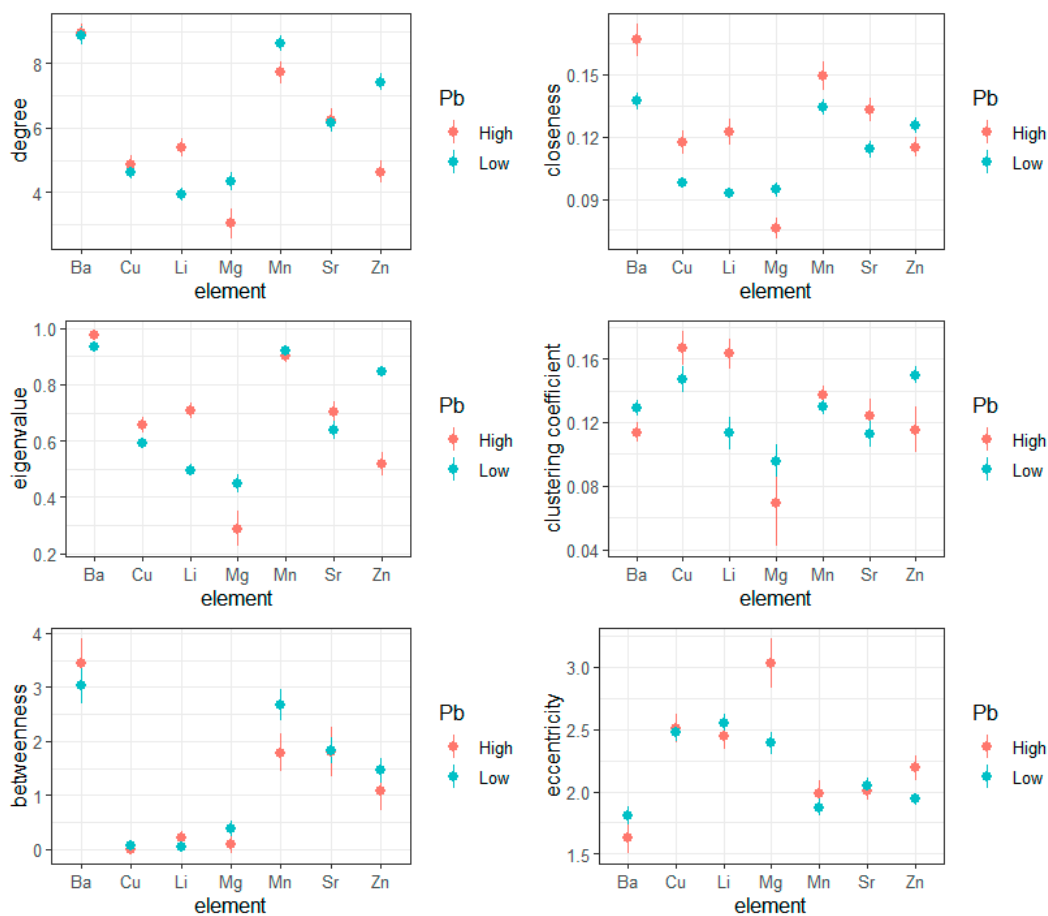 degree
8
6
4
Ba Cu Li Mg Mn Sr Zn
element
Pb
High
Low
closeness
0.15
0.12
0.09
Ba Cu Li Mg Mn Sr Zn
element
Pb
High
Low
eigenvalue
1.0
0.8
0.6
0.4
0.2
Ba Cu Li Mg Mn Sr Zn
element
Pb
High
Low
clustering coefficient
0.16
0.12
0.08
0.04
Ba Cu Li Mg Mn Sr Zn
element
Pb
High
Low
betweenness
4
3
2
1
0
Ba Cu Li Mg Mn Sr Zn
element
Pb
High
Low
eccentricity
3.0
2.5
2.0
1.5
Ba Cu Li Mg Mn Sr Zn
element
Pb
High
Low